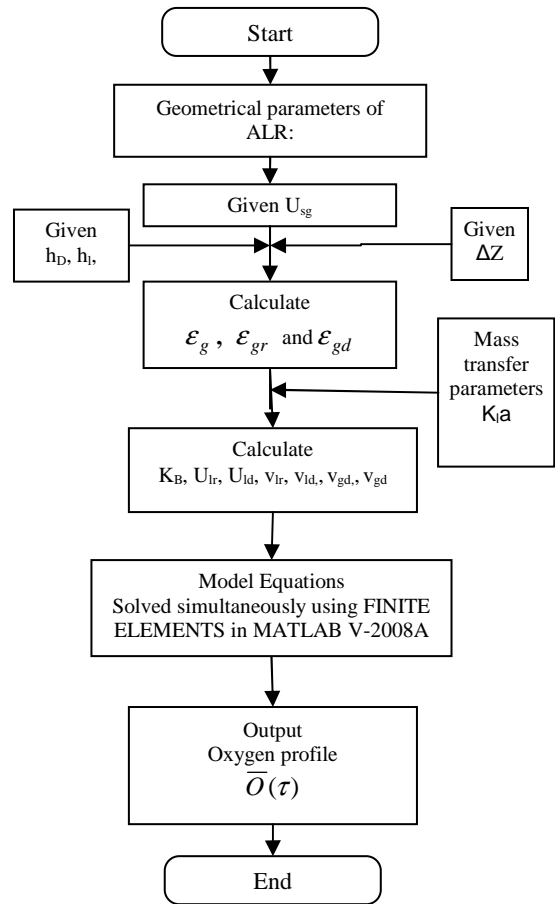 Start
Geometrical parameters of
ALR:
Given U_sg
Given
h_D, h_l,
Given
ΔZ
Calculate
ε_g , ε_gr and ε_gd
Mass
transfer
parameters
K_la
Calculate
K_B, U_lr, U_ld, v_lr, v_ld,, v_gd,, v_gd
Model Equations
Solved simultaneously using FINITE
ELEMENTS in MATLAB V-2008A
Output
Oxygen profile
O̅(τ)
End